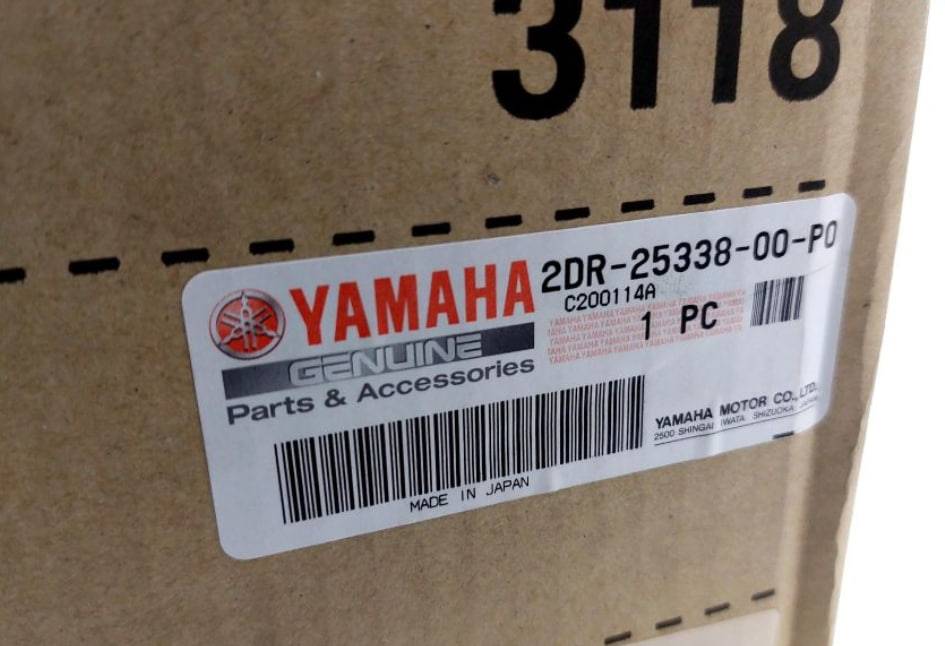 3118
YAMAHA
2DR-25338-00-P0
C200114A
1 PC
GENUINE
Parts & Accessories
YAMAHA MOTOR CO.,LTD.
2500 SHINGAI IWATA SHIZUOKA JAPAN
MADE IN JAPAN